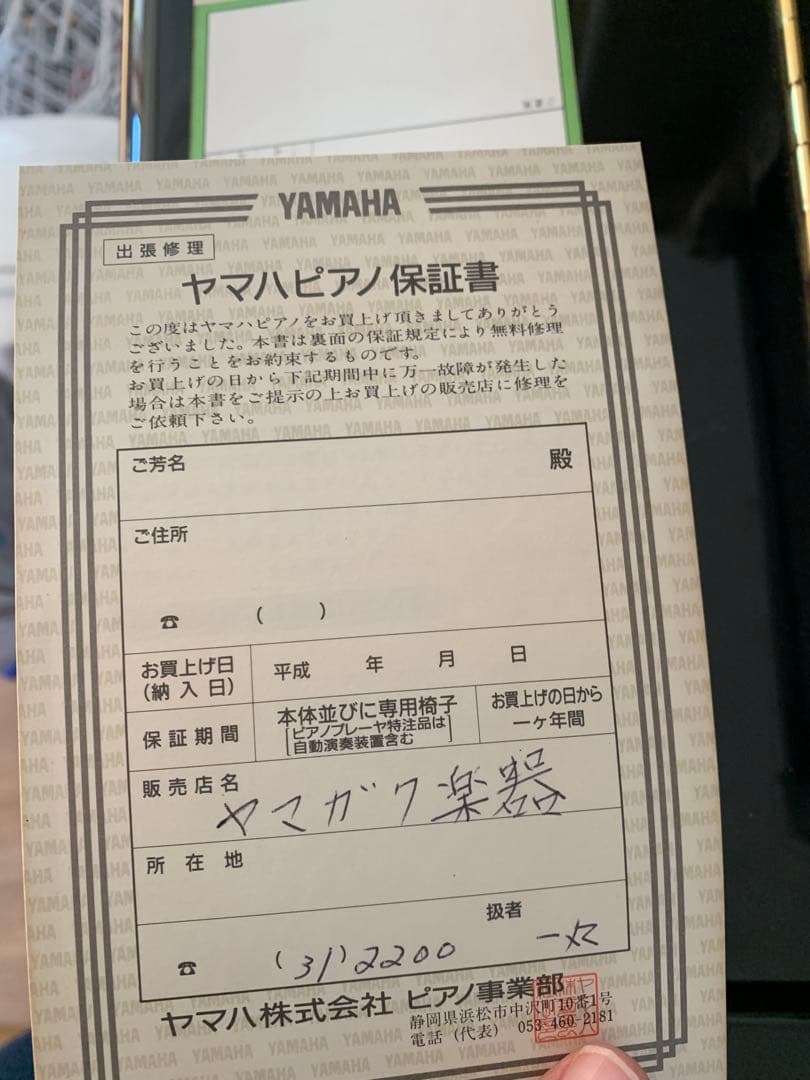 YAMAHA
出張修理
ヤマハピアノ保証書
この度はヤマハピアノをお買上げ頂きましてありがとう
ございました。本書は裏面の保証規定により無料修理
を行うことをお約束するものです。
お買上げの日から下記期間中に万一故障が発生した
場合は本書をご提示の上お買上げの販売店に修理を
ご依頼下さい。
ご芳名 殿
ご住所
☎ ( )
お買上げ日
(納入日)
平成 年 月 日
保証期間
本体並びに専用椅子
[ピアノプレーヤ特注品は
自動演奏装置含む]
お買上げの日から
一ヶ年間
販売店名
ヤマガク楽器
所在地
扱者
☎ (31)2200
ヤマハ株式会社 ピアノ事業部
静岡県浜松市中沢町10番1号
電話(代表) 053-460-2181